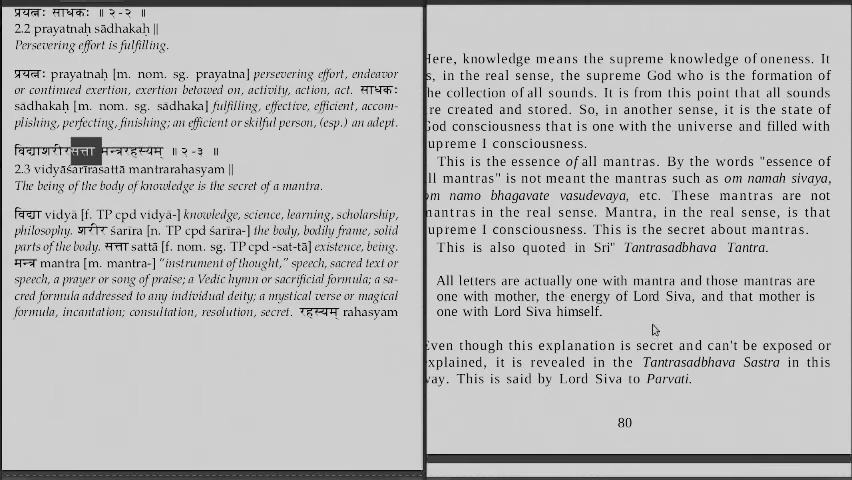 प्रयत्नः साधकः ॥ २-२ ॥
2.2 prayatnaḥ sādhakaḥ ||
Persevering effort is fulfilling.
प्रयत्नः prayatnaḥ [m. nom. sg. prayatna] persevering effort, endeavor
or continued exertion, exertion betowed on, activity, action, act. साधकः
sādhakaḥ [m. nom. sg. sādhaka] fulfilling, effective, efficient, accom-
plishing, perfecting, finishing; an efficient or skilful person, (esp.) an adept.
विद्याशरीरसत्ता मन्त्ररहस्यम् ॥ २-३ ॥
2.3 vidyāśarīrasattā mantrarahasyam ||
The being of the body of knowledge is the secret of a mantra.
विद्या vidyā [f. TP cpd vidyā-] knowledge, science, learning, scholarship,
philosophy. शरीर śarīra [n. TP cpd śarīra-] the body, bodily frame, solid
parts of the body. सत्ता sattā [f. nom. sg. TP cpd -sat-tā] existence, being.
मन्त्र mantra [m. mantra-] “instrument of thought,” speech, sacred text or
speech, a prayer or song of praise; a Vedic hymn or sacrificial formula; a sa-
cred formula addressed to any individual deity; a mystical verse or magical
formula, incantation; consultation, resolution, secret. रहस्यम् rahasyam
Here, knowledge means the supreme knowledge of oneness. It
s, in the real sense, the supreme God who is the formation of
he collection of all sounds. It is from this point that all sounds
re created and stored. So, in another sense, it is the state of
God consciousness that is one with the universe and filled with
upreme I consciousness.
This is the essence of all mantras. By the words "essence of
ll mantras" is not meant the mantras such as om namah sivaya,
om namo bhagavate vasudevaya, etc. These mantras are not
mantras in the real sense. Mantra, in the real sense, is that
upreme I consciousness. This is the secret about mantras.
This is also quoted in Sri" Tantrasadbhava Tantra.
All letters are actually one with mantra and those mantras are
one with mother, the energy of Lord Siva, and that mother is
one with Lord Siva himself.
Even though this explanation is secret and can't be exposed or
explained, it is revealed in the Tantrasadbhava Sastra in this
way. This is said by Lord Siva to Parvati.
80